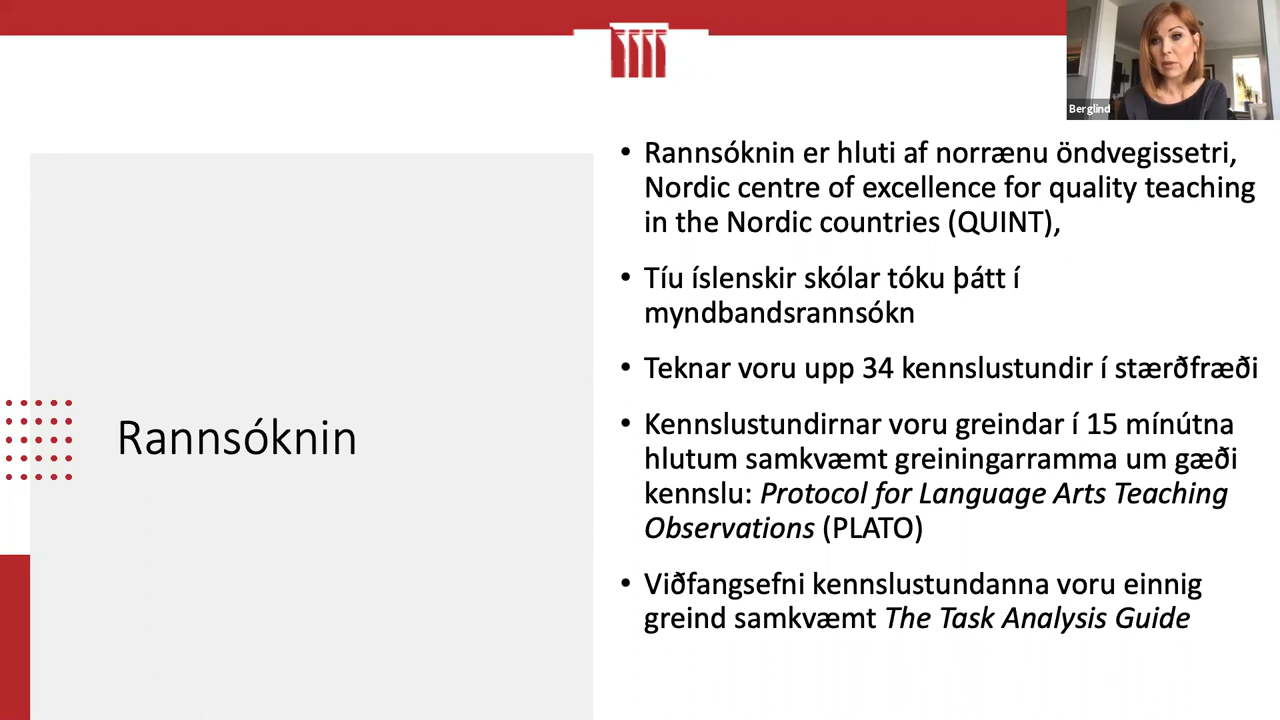 Berglind
Rannsóknin
• Rannsóknin er hluti af norrænu öndvegissetri,
Nordic centre of excellence for quality teaching
in the Nordic countries (QUINT),
• Tíu íslenskir skólar tóku þátt í
myndbandsrannsókn
• Teknar voru upp 34 kennslustundir í stærðfræði
• Kennslustundirnar voru greindar í 15 mínútna
hlutum samkvæmt greiningarramma um gæði
kennslu: Protocol for Language Arts Teaching
Observations (PLATO)
• Viðfangsefni kennslustundanna voru einnig
greind samkvæmt The Task Analysis Guide